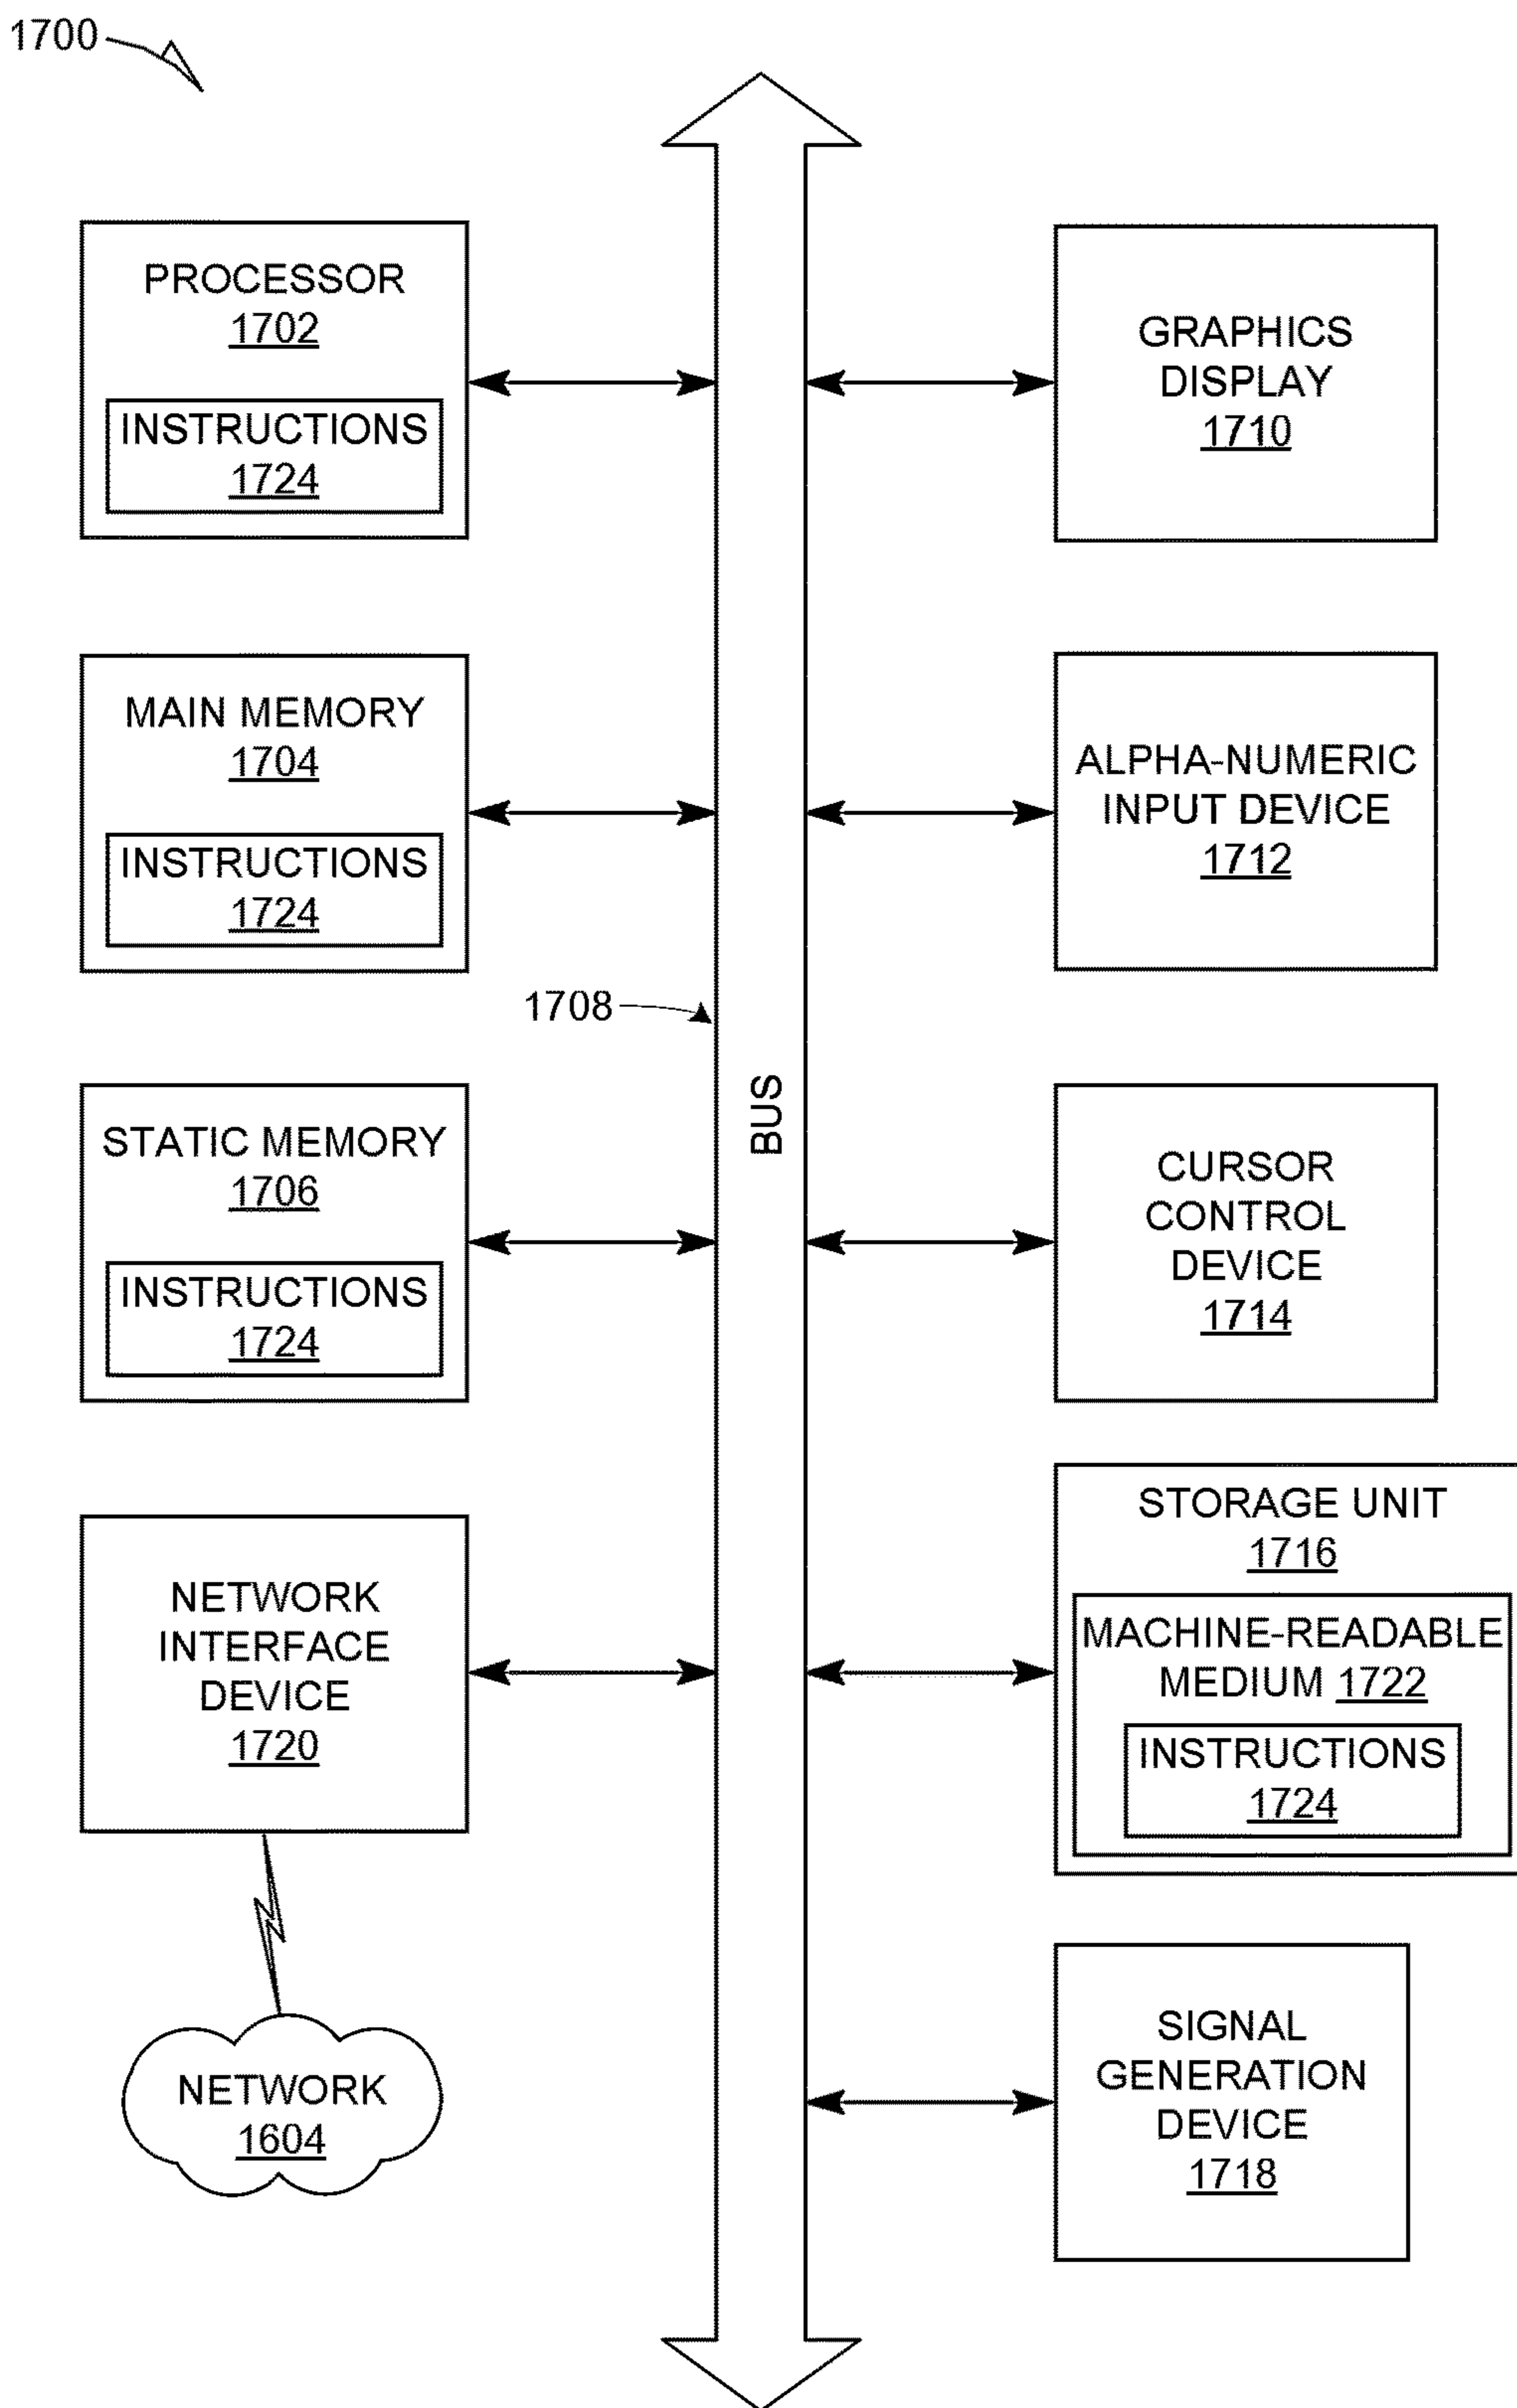 1700
PROCESSOR
1702
INSTRUCTIONS
1724
GRAPHICS
DISPLAY
1710
MAIN MEMORY
1704
INSTRUCTIONS
1724
ALPHA-NUMERIC
INPUT DEVICE
1712
1708
BUS
STATIC MEMORY
1706
INSTRUCTIONS
1724
CURSOR
CONTROL
DEVICE
1714
NETWORK
INTERFACE
DEVICE
1720
STORAGE UNIT
1716
MACHINE-READABLE
MEDIUM 1722
INSTRUCTIONS
1724
NETWORK
1604
SIGNAL
GENERATION
DEVICE
1718